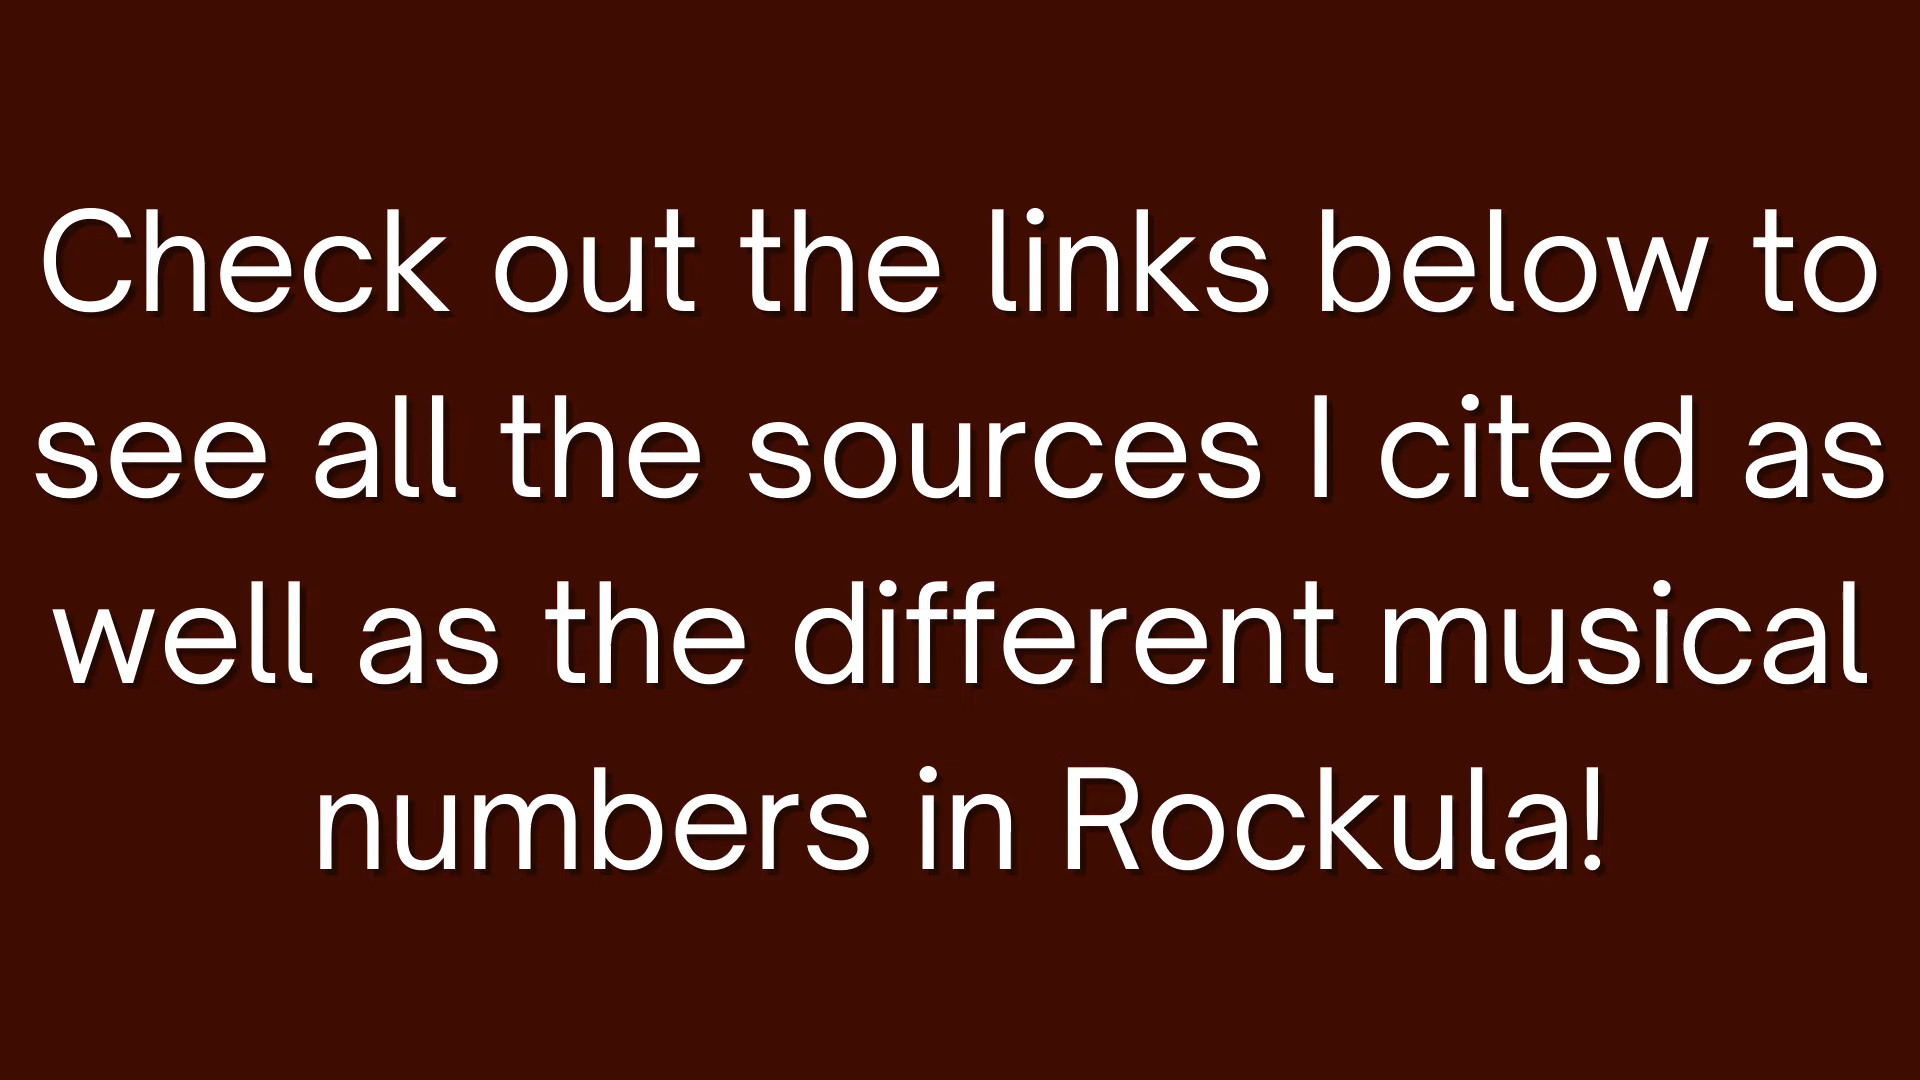 Check out the links below to
see all the sources I cited as
well as the different musical
numbers in Rockula!